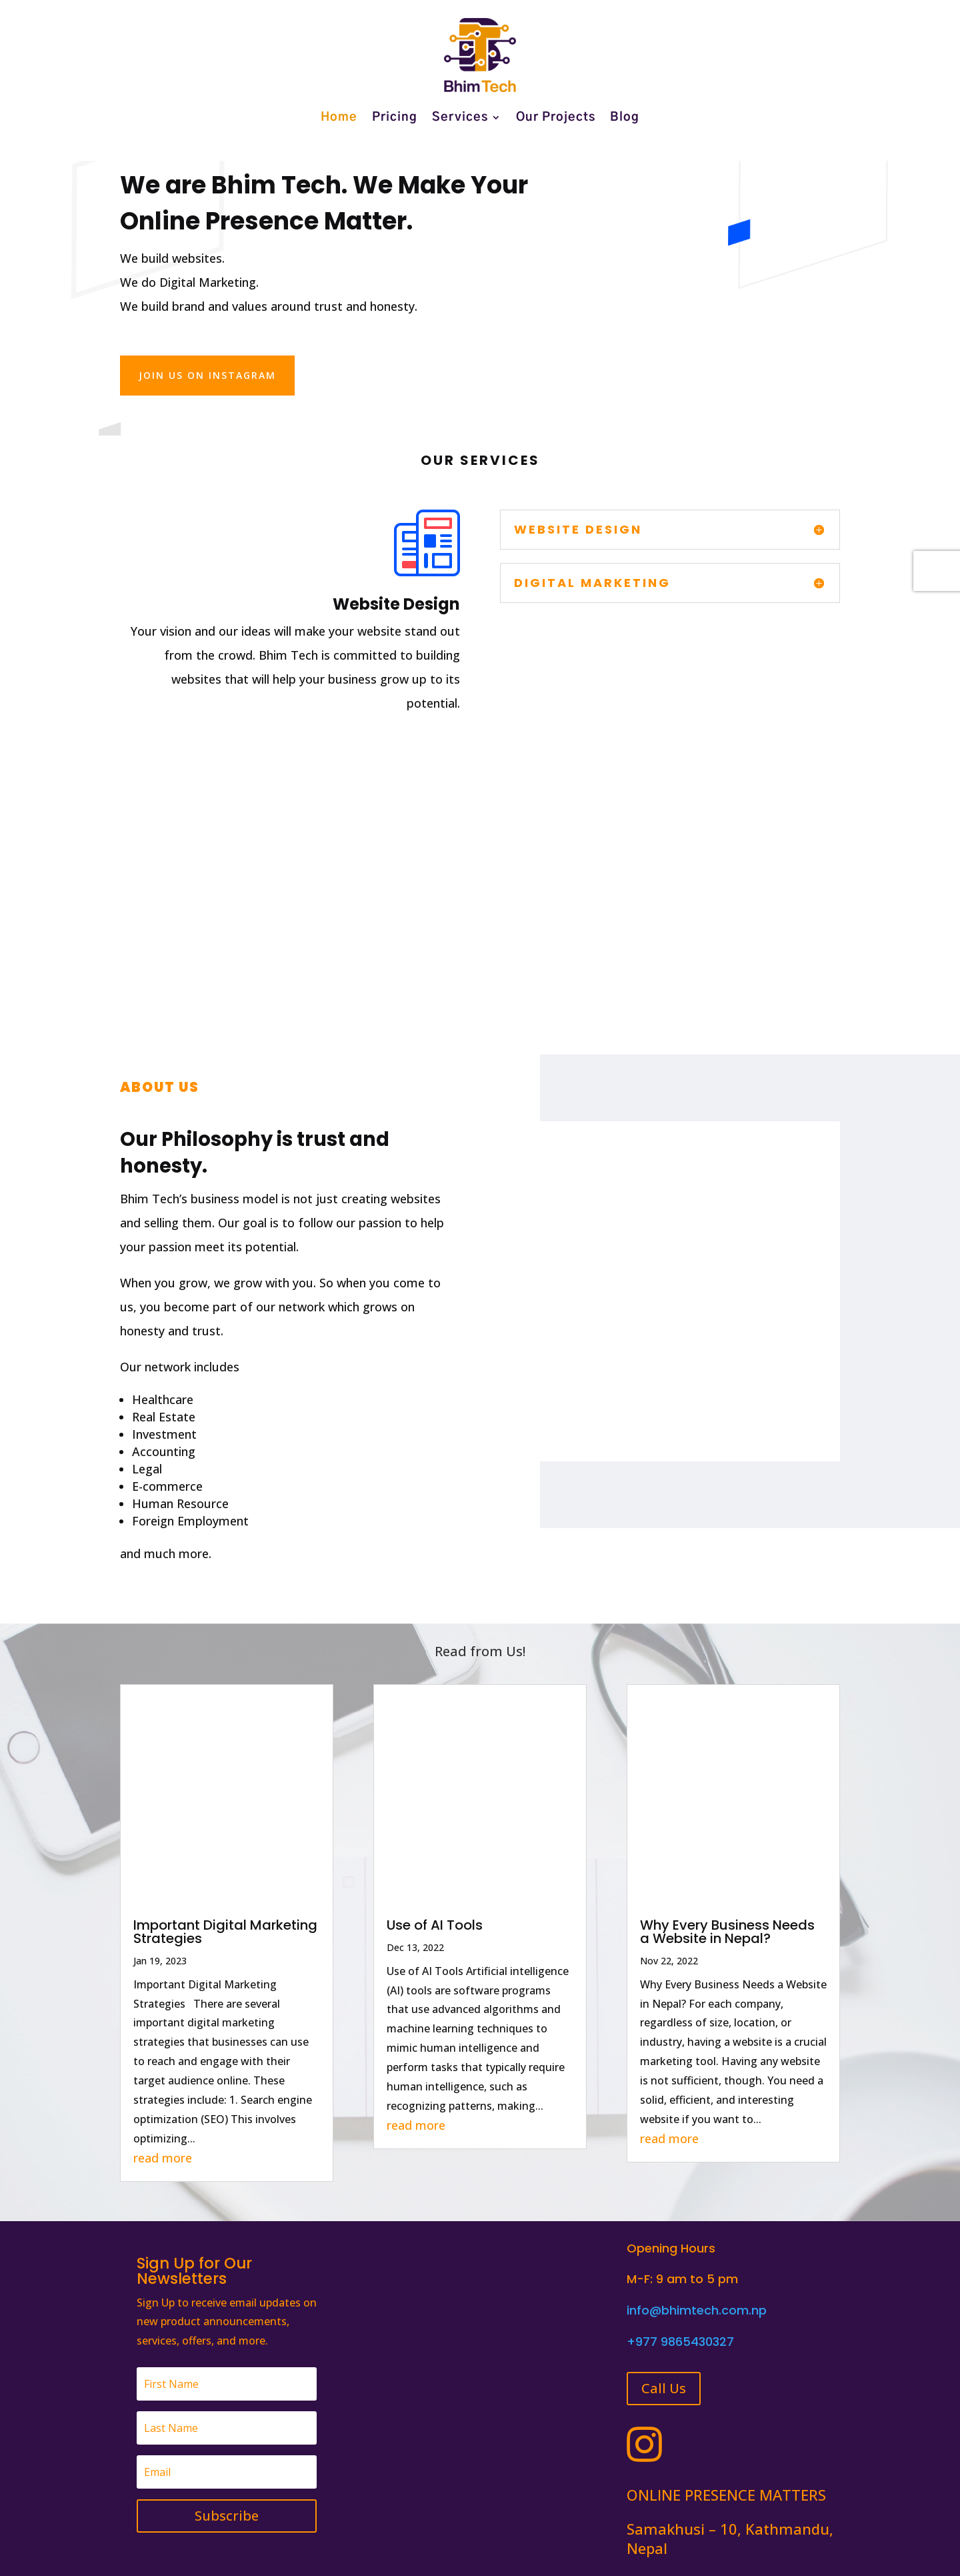 BhimTech
Home Pricing Services Our Projects Blog
We are Bhim Tech. We Make Your
Online Presence Matter.
We build websites.
We do Digital Marketing.
We build brand and values around trust and honesty.
JOIN US ON INSTAGRAM
OUR SERVICES
Website Design
Your vision and our ideas will make your website stand out
from the crowd. Bhim Tech is committed to building
websites that will help your business grow up to its
potential.
WEBSITE DESIGN
DIGITAL MARKETING
ABOUT US
Our Philosophy is trust and
honesty.
Bhim Tech’s business model is not just creating websites
and selling them. Our goal is to follow our passion to help
your passion meet its potential.
When you grow, we grow with you. So when you come to
us, you become part of our network which grows on
honesty and trust.
Our network includes
Healthcare
Real Estate
Investment
Accounting
Legal
E-commerce
Human Resource
Foreign Employment
and much more.
Read from Us!
Important Digital Marketing
Strategies
Jan 19, 2023
Important Digital Marketing
Strategies   There are several
important digital marketing
strategies that businesses can use
to reach and engage with their
target audience online. These
strategies include: 1. Search engine
optimization (SEO) This involves
optimizing...
read more
Use of AI Tools
Dec 13, 2022
Use of AI Tools Artificial intelligence
(AI) tools are software programs
that use advanced algorithms and
machine learning techniques to
mimic human intelligence and
perform tasks that typically require
human intelligence, such as
recognizing patterns, making...
read more
Why Every Business Needs
a Website in Nepal?
Nov 22, 2022
Why Every Business Needs a Website
in Nepal? For each company,
regardless of size, location, or
industry, having a website is a crucial
marketing tool. Having any website
is not sufficient, though. You need a
solid, efficient, and interesting
website if you want to...
read more
Sign Up for Our
Newsletters
Sign Up to receive email updates on
new product announcements,
services, offers, and more.
First Name
Last Name
Email
Subscribe
Opening Hours
M-F: 9 am to 5 pm
info@bhimtech.com.np
+977 9865430327
Call Us
ONLINE PRESENCE MATTERS
Samakhusi – 10, Kathmandu,
Nepal